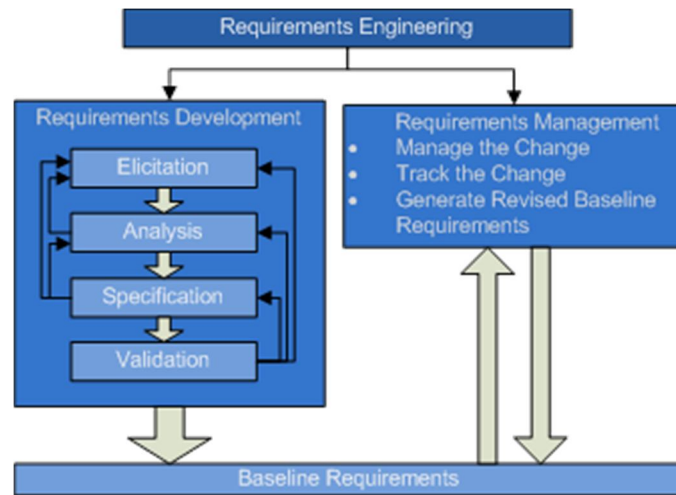 Requirements Engineering
Requirements Development
Elicitation
Analysis
Specification
Validation
Requirements Management
• Manage the Change
• Track the Change
• Generate Revised Baseline
Requirements
Baseline Requirements